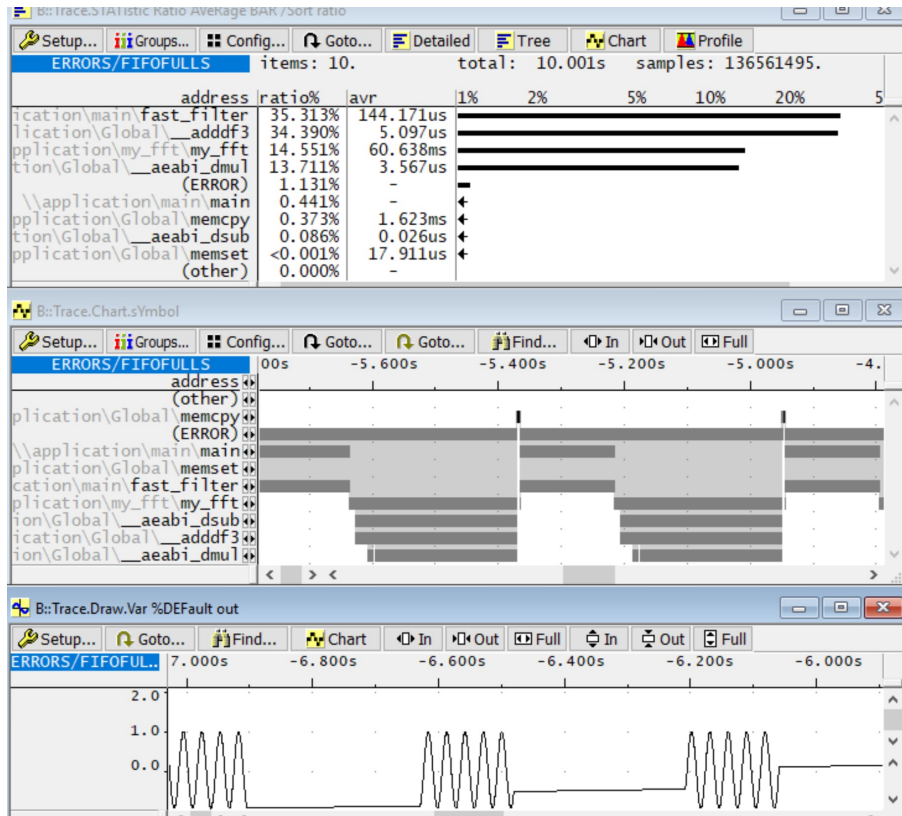 B::Trace.STATistic Ratio AVeRage BAR /Sort ratio
Setup... Groups... Config... Goto... Detailed Tree Chart Profile
ERRORS/FIFOFULLS items: 10. total: 10.001s samples: 136561495.
address ratio% avr 1% 2% 5% 10% 20% 5
ication\main\fast_filter 35.313% 144.171us
lication\Global\__adddf3 34.390% 5.097us
pplication\my_fft\my_fft 14.551% 60.638ms
tion\Global\__aeabi_dmul 13.711% 3.567us
(ERROR) 1.131% -
\\application\main\main 0.441% -
pplication\Global\memcpy 0.373% 1.623ms
tion\Global\__aeabi_dsub 0.086% 0.026us
pplication\Global\memset <0.001% 17.911us
(other) 0.000% -
B::Trace.Chart.sYmbol
Setup... Groups... Config... Goto... Goto... Find... In Out Full
ERRORS/FIFOFULLS 00s -5.600s -5.400s -5.200s -5.000s -4.
address
(other)
plication\Global\memcpy
(ERROR)
\\application\main\main
plication\Global\memset
cation\main\fast_filter
plication\my_fft\my_fft
ion\Global\__aeabi_dsub
ication\Global\__adddf3
ion\Global\__aeabi_dmul
B::Trace.Draw.Var %DEFault out
Setup... Goto... Find... Chart In Out Full In Out Full
ERRORS/FIFOFUL.. 7.000s -6.800s -6.600s -6.400s -6.200s -6.000s
2.0
1.0
0.0